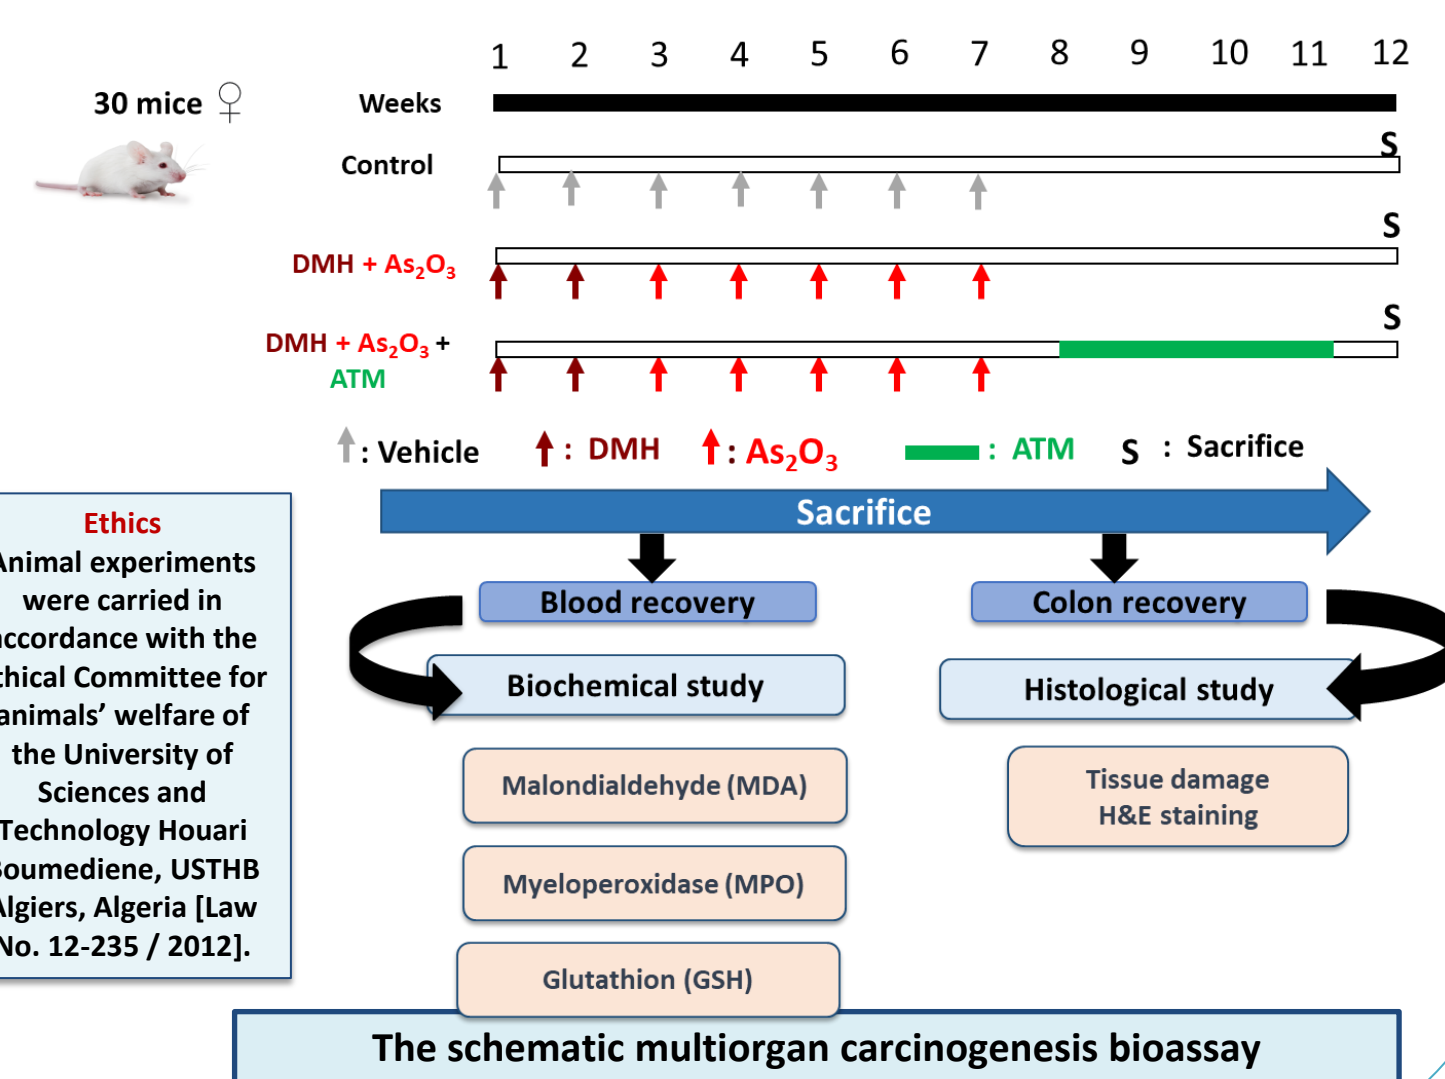 1 2 3 4 5 6 7 8 9 10 11 12
30 mice ♀
Weeks
Control
S
DMH + As₂O₃
S
DMH + As₂O₃ +
ATM
S
: Vehicle
: DMH
: As₂O₃
: ATM
S : Sacrifice
Sacrifice
Ethics
Animal experiments
were carried in
accordance with the
Ethical Committee for
animals’ welfare of
the University of
Sciences and
Technology Houari
Boumediene, USTHB
Algiers, Algeria [Law
No. 12-235 / 2012].
Blood recovery
Biochemical study
Malondialdehyde (MDA)
Myeloperoxidase (MPO)
Glutathion (GSH)
Colon recovery
Histological study
Tissue damage
H&E staining
The schematic multiorgan carcinogenesis bioassay